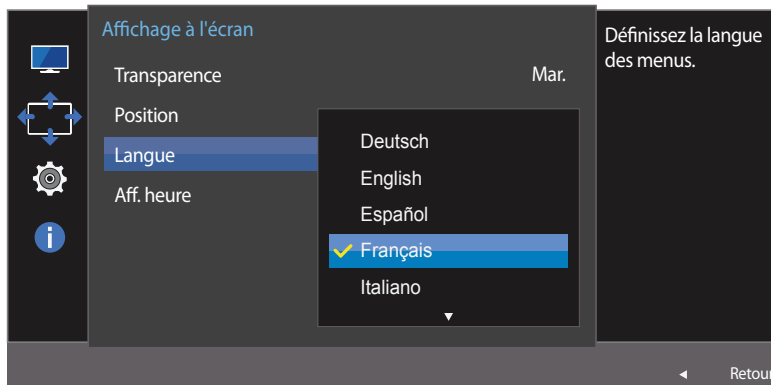 Affichage à l'écran
Transparence Mar.
Position
Langue
Aff. heure
Deutsch
English
Español
Français
Italiano
Définissez la langue
des menus.
Retour